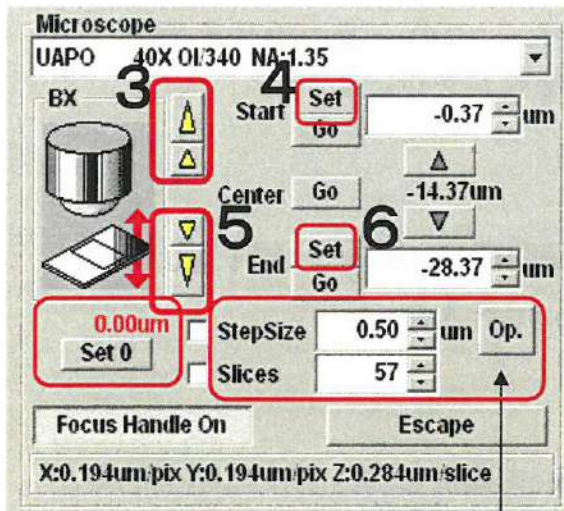 Microscope
UAPO 40X OI/340 NA:1.35
BX
3
4
Start
Set
Go
-0.37
um
Center
Go
-14.37um
5
6
End
Set
Go
-28.37
um
0.00um
Set 0
StepSize
0.50
um
Op.
Slices
57
Focus Handle On
Escape
X:0.194um/pix Y:0.194um/pix Z:0.284um/slice